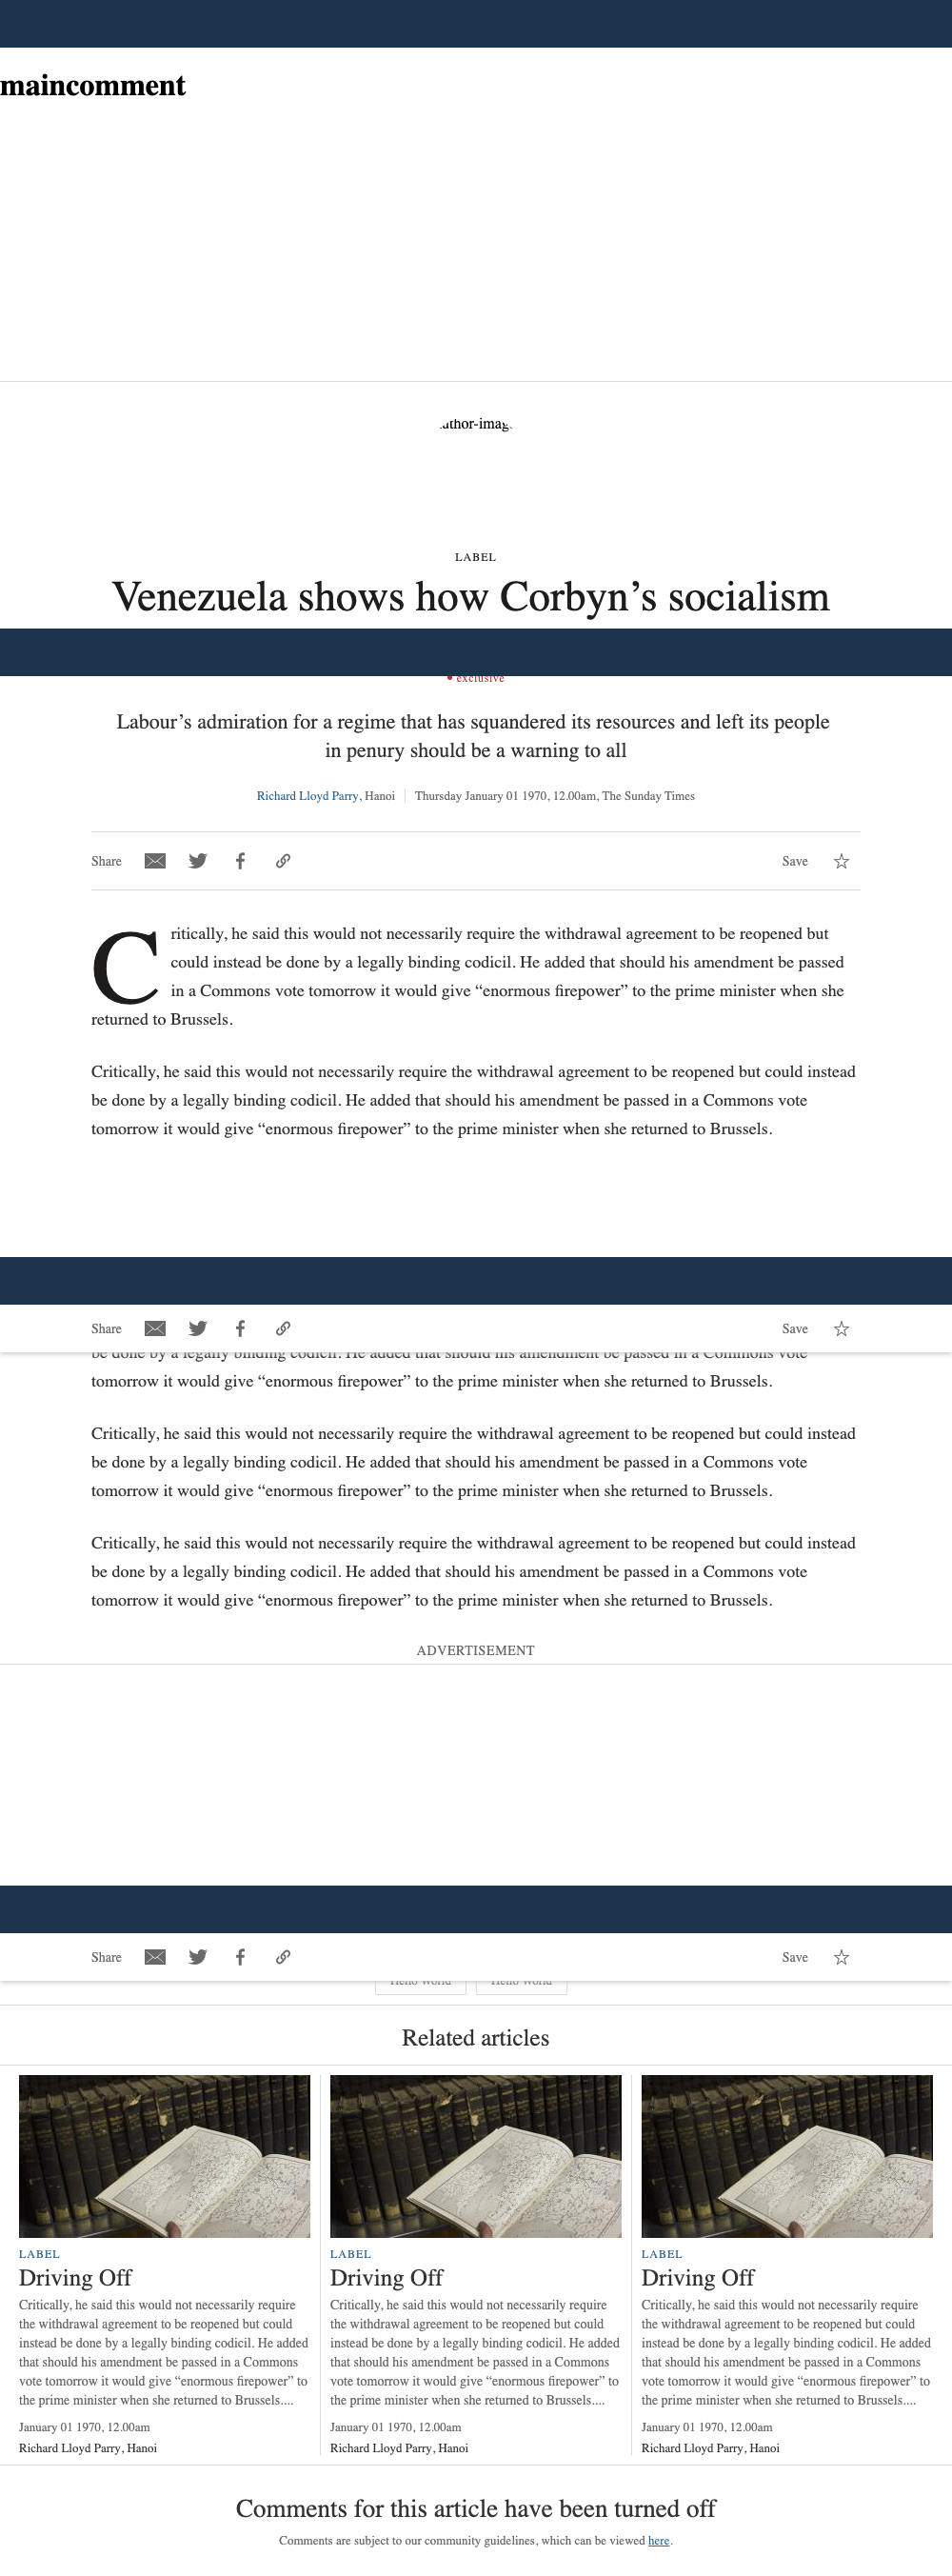 maincomment
LABEL
Venezuela shows how Corbyn’s socialism
• exclusive
Labour’s admiration for a regime that has squandered its resources and left its people
in penury should be a warning to all
Richard Lloyd Parry, Hanoi | Thursday January 01 1970, 12.00am, The Sunday Times
Share Save
Critically, he said this would not necessarily require the withdrawal agreement to be reopened but
could instead be done by a legally binding codicil. He added that should his amendment be passed
in a Commons vote tomorrow it would give “enormous firepower” to the prime minister when she
returned to Brussels.
Critically, he said this would not necessarily require the withdrawal agreement to be reopened but could instead
be done by a legally binding codicil. He added that should his amendment be passed in a Commons vote
tomorrow it would give “enormous firepower” to the prime minister when she returned to Brussels.
Share Save
be done by a legally binding codicil. He added that should his amendment be passed in a Commons vote
tomorrow it would give “enormous firepower” to the prime minister when she returned to Brussels.
Critically, he said this would not necessarily require the withdrawal agreement to be reopened but could instead
be done by a legally binding codicil. He added that should his amendment be passed in a Commons vote
tomorrow it would give “enormous firepower” to the prime minister when she returned to Brussels.
Critically, he said this would not necessarily require the withdrawal agreement to be reopened but could instead
be done by a legally binding codicil. He added that should his amendment be passed in a Commons vote
tomorrow it would give “enormous firepower” to the prime minister when she returned to Brussels.
ADVERTISEMENT
Share Save
Hello World Hello World
Related articles
LABEL
Driving Off
Critically, he said this would not necessarily require
the withdrawal agreement to be reopened but could
instead be done by a legally binding codicil. He added
that should his amendment be passed in a Commons
vote tomorrow it would give “enormous firepower” to
the prime minister when she returned to Brussels....
January 01 1970, 12.00am
Richard Lloyd Parry, Hanoi
LABEL
Driving Off
Critically, he said this would not necessarily require
the withdrawal agreement to be reopened but could
instead be done by a legally binding codicil. He added
that should his amendment be passed in a Commons
vote tomorrow it would give “enormous firepower” to
the prime minister when she returned to Brussels....
January 01 1970, 12.00am
Richard Lloyd Parry, Hanoi
LABEL
Driving Off
Critically, he said this would not necessarily require
the withdrawal agreement to be reopened but could
instead be done by a legally binding codicil. He added
that should his amendment be passed in a Commons
vote tomorrow it would give “enormous firepower” to
the prime minister when she returned to Brussels....
January 01 1970, 12.00am
Richard Lloyd Parry, Hanoi
Comments for this article have been turned off
Comments are subject to our community guidelines, which can be viewed here.